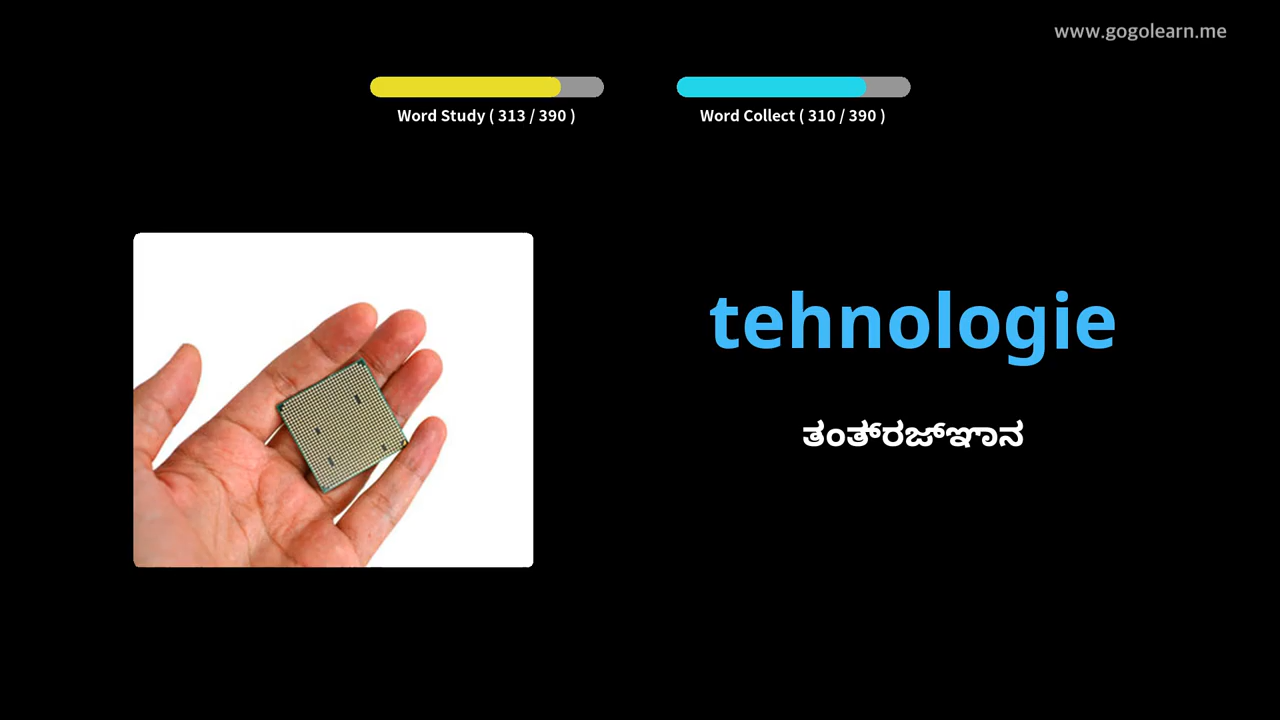 www.gogolearn.me
Word Study ( 313 / 390 )
Word Collect ( 310 / 390 )
tehnologie
ತಂತ್‌ರಜ್‌ಞಾನ